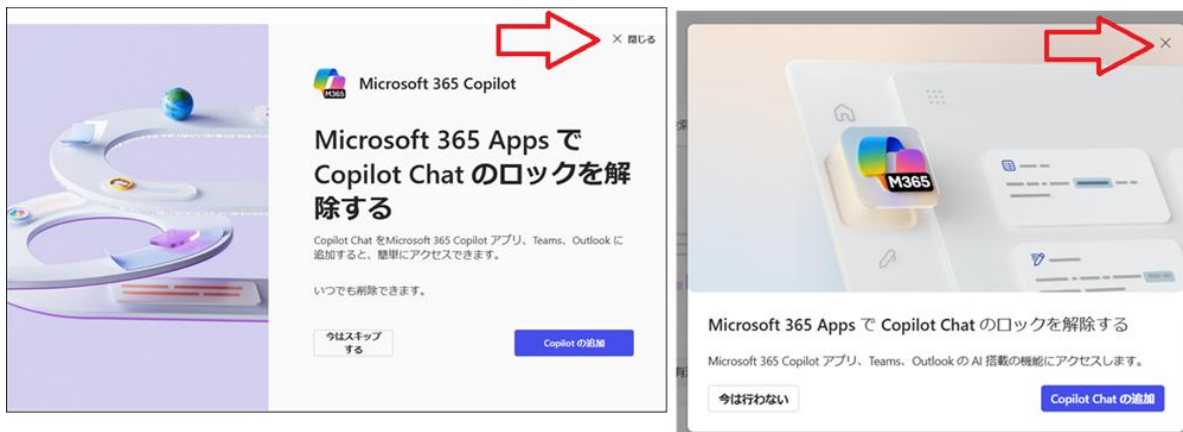 × 閉じる
M365
Microsoft 365 Copilot
Microsoft 365 Apps で
Copilot Chat のロックを解
除する
Copilot Chat をMicrosoft 365 Copilot アプリ、Teams、Outlook に
追加すると、簡単にアクセスできます。
いつでも削除できます。
今はスキップ
する
Copilot の追加
×
M365
Microsoft 365 Apps で Copilot Chat のロックを解除する
Microsoft 365 Copilot アプリ、Teams、Outlook の AI 搭載の機能にアクセスします。
今は行わない
Copilot Chat の追加